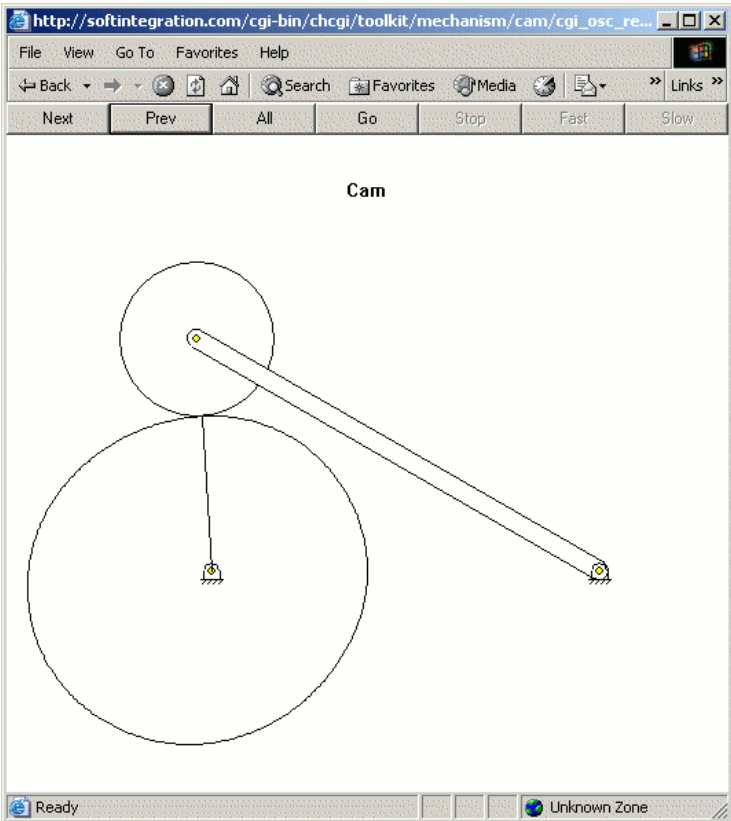 http://softintegration.com/cgi-bin/chcgi/toolkit/mechanism/cam/cgi_osc_re...
File View Go To Favorites Help
Back Search Favorites Media » Links »
Next Prev All Go Stop Fast Slow
Cam
Ready Unknown Zone